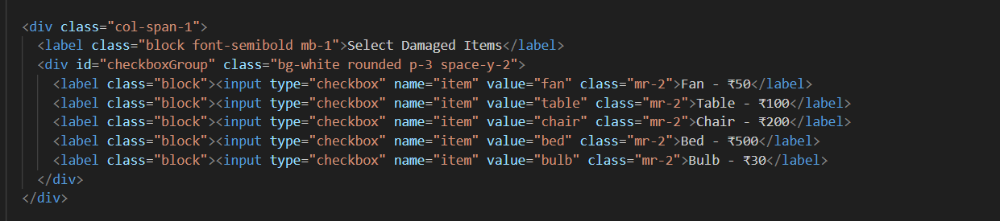 <div class="col-span-1">
<label class="block font-semibold mb-1">Select Damaged Items</label>
<div id="checkboxGroup" class="bg-white rounded p-3 space-y-2">
<label class="block"><input type="checkbox" name="item" value="fan" class="mr-2">Fan - ₹50</label>
<label class="block"><input type="checkbox" name="item" value="table" class="mr-2">Table - ₹100</label>
<label class="block"><input type="checkbox" name="item" value="chair" class="mr-2">Chair - ₹200</label>
<label class="block"><input type="checkbox" name="item" value="bed" class="mr-2">Bed - ₹500</label>
<label class="block"><input type="checkbox" name="item" value="bulb" class="mr-2">Bulb - ₹30</label>
</div>
</div>